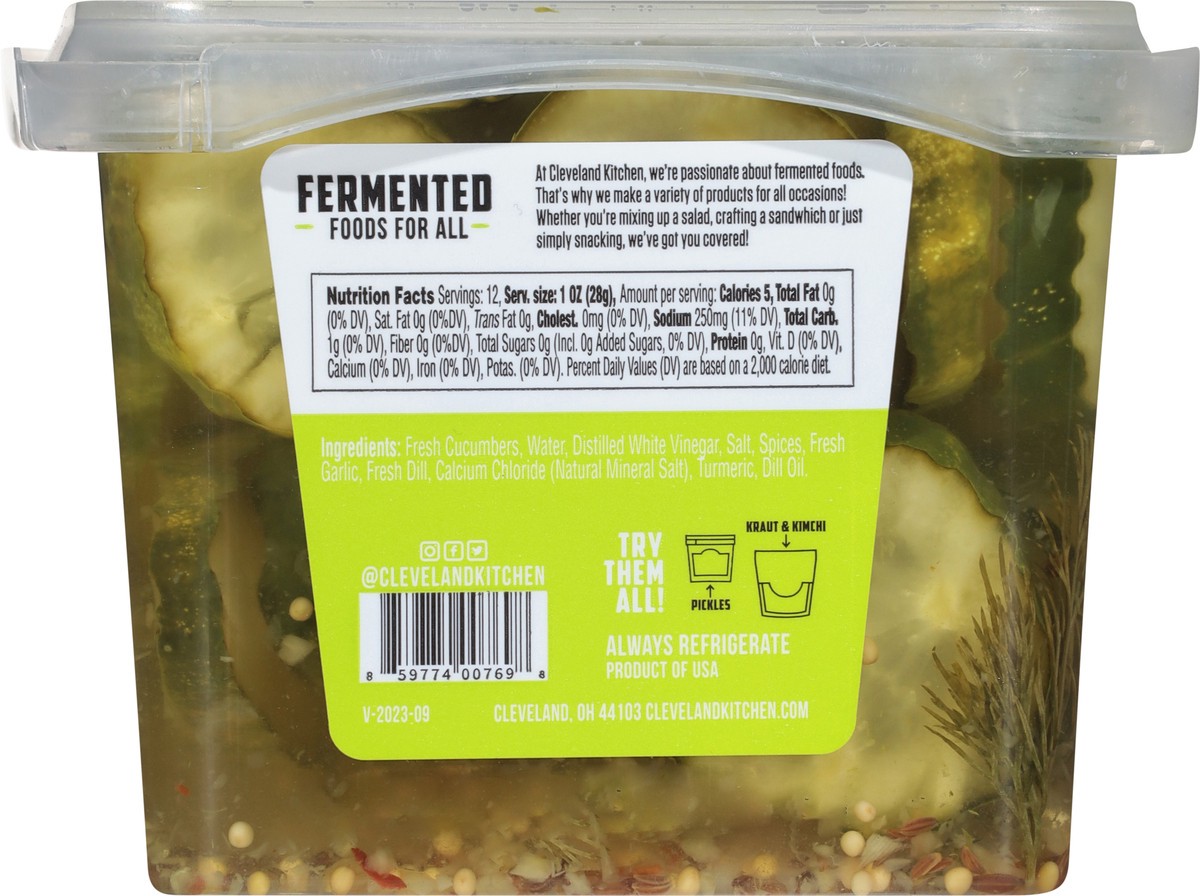 FERMENTED
FOODS FOR ALL
At Cleveland Kitchen, we're passionate about fermented foods.
That's why we make a variety of products for all occasions!
Whether you're mixing up a salad, crafting a sandwhich or just
simply snacking, we've got you covered!
Nutrition Facts Servings: 12, Serv. size: 1 OZ (28g), Amount per serving: Calories 5, Total Fat 0g
(0% DV), Sat. Fat 0g (0%DV), Trans Fat 0g, Cholest. 0mg (0% DV), Sodium 250mg (11% DV), Total Carb.
1g (0% DV), Fiber 0g (0%DV), Total Sugars 0g (Incl. 0g Added Sugars, 0% DV), Protein 0g, Vit. D (0% DV),
Calcium (0% DV), Iron (0% DV), Potas. (0% DV). Percent Daily Values (DV) are based on a 2,000 calorie diet.
Ingredients: Fresh Cucumbers, Water, Distilled White Vinegar, Salt, Spices, Fresh
Garlic, Fresh Dill, Calcium Chloride (Natural Mineral Salt), Turmeric, Dill Oil.
@CLEVELANDKITCHEN
8 59774 00769 8
V-2023-09
TRY
THEM
ALL!
PICKLES
KRAUT & KIMCHI
ALWAYS REFRIGERATE
PRODUCT OF USA
CLEVELAND, OH 44103 CLEVELANDKITCHEN.COM